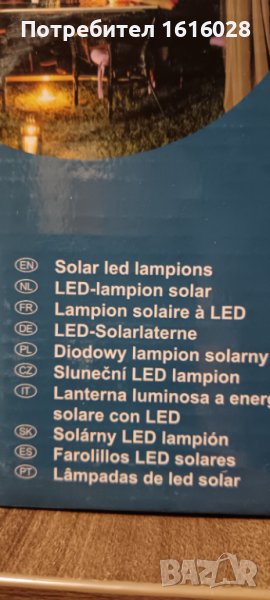 Потребител 1616028
EN Solar led lampions
NL LED-lampion solar
FR Lampion solaire à LED
DE LED-Solarlaterne
PL Diodowy lampion solarny
CZ Sluneční LED lampion
IT Lanterna luminosa a energ
solare con LED
SK Solárny LED lampión
ES Farolillos LED solares
PT Lâmpadas de led solar
bazar